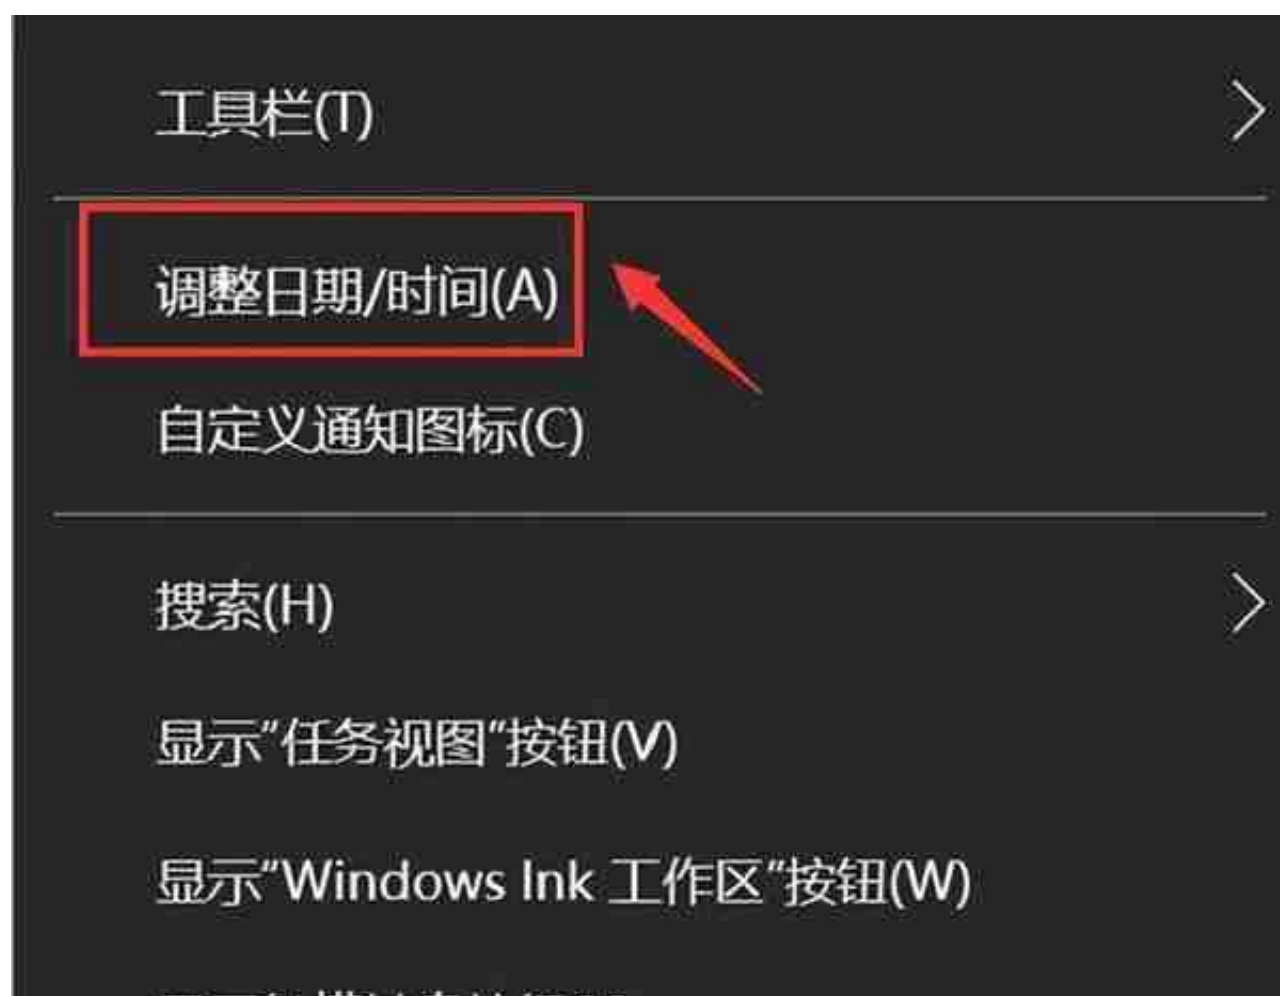 工具栏(T)
调整日期/时间(A)
自定义通知图标(C)
搜索(H)
显示"任务视图"按钮(V)
显示"Windows Ink 工作区"按钮(W)